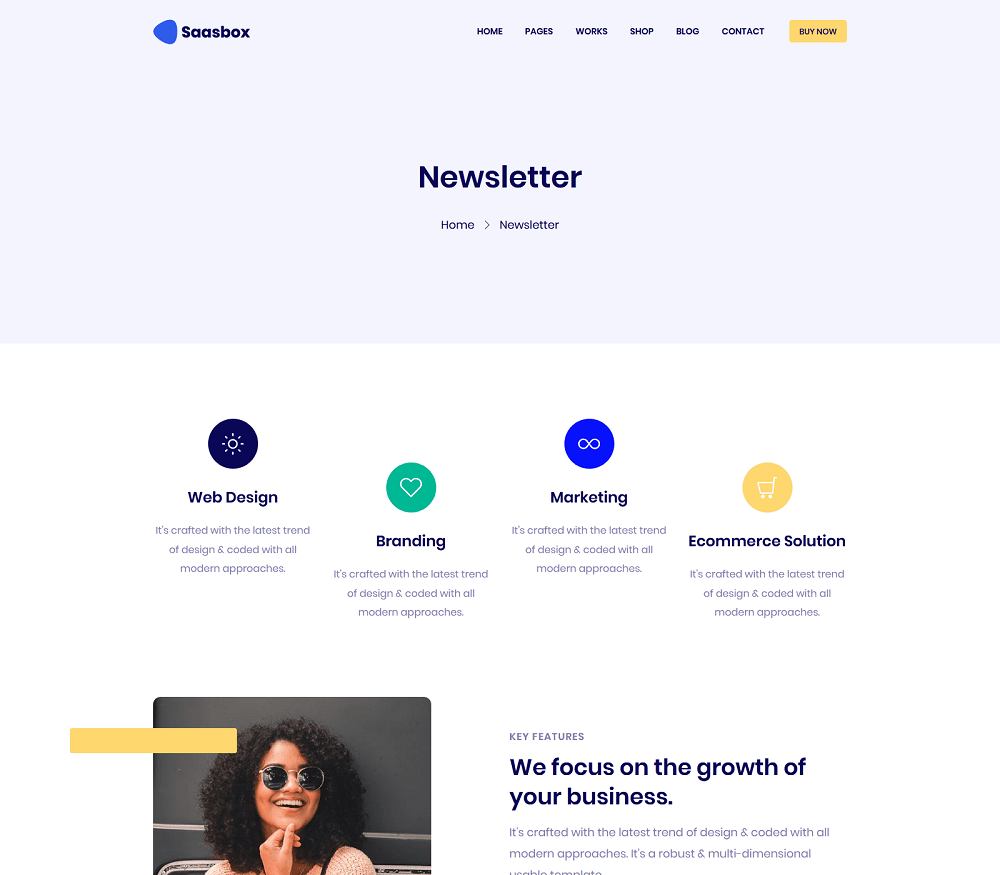 Saasbox
HOME PAGES WORKS SHOP BLOG CONTACT BUY NOW
Newsletter
Home > Newsletter
Web Design
It's crafted with the latest trend
of design & coded with all
modern approaches.
Branding
It's crafted with the latest trend
of design & coded with all
modern approaches.
Marketing
It's crafted with the latest trend
of design & coded with all
modern approaches.
Ecommerce Solution
It's crafted with the latest trend
of design & coded with all
modern approaches.
KEY FEATURES
We focus on the growth of
your business.
It's crafted with the latest trend of design & coded with all
modern approaches. It's a robust & multi-dimensional
usable template.